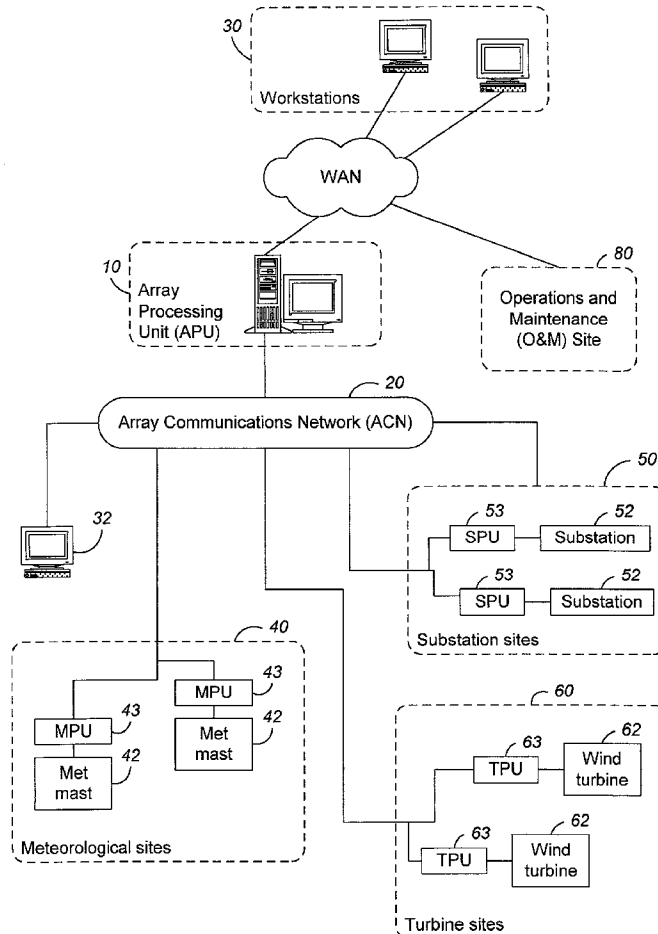 30
Workstations
WAN
10
Array
Processing
Unit (APU)
80
Operations and
Maintenance
(O&M) Site
20
Array Communications Network (ACN)
32
50
53
SPU
52
Substation
53
SPU
52
Substation
Substation sites
40
43
MPU
42
Met
mast
43
MPU
42
Met
mast
Meteorological sites
60
63
TPU
62
Wind
turbine
63
TPU
62
Wind
turbine
Turbine sites